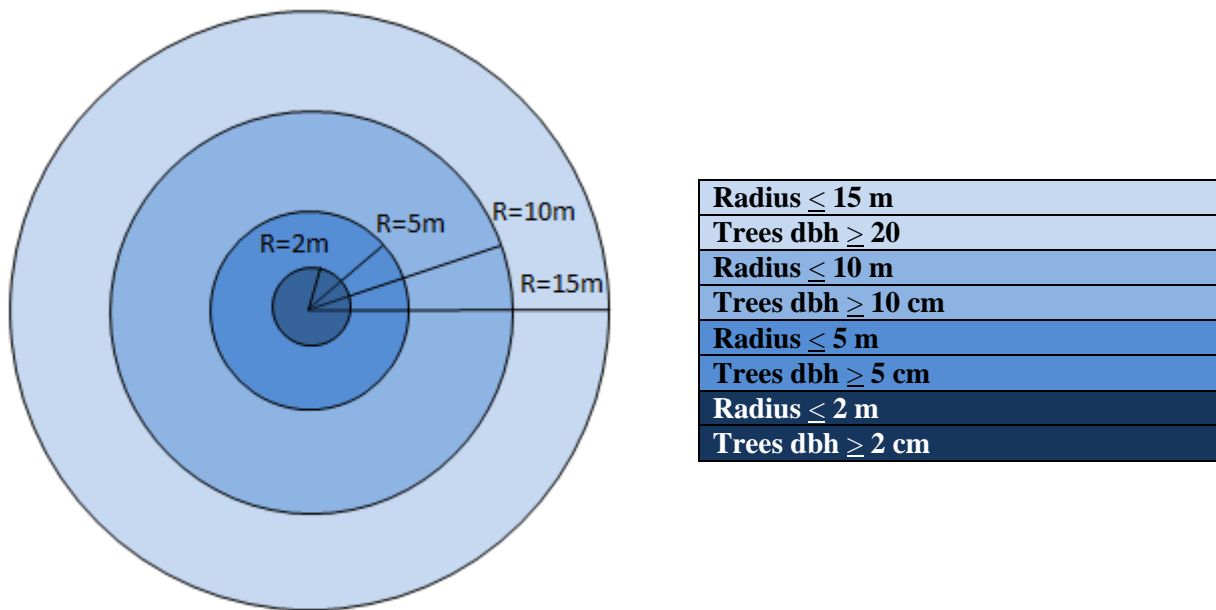 R=10m
R=5m
R=2m
R=15m
Radius ≤ 15 m
Trees dbh ≥ 20
Radius ≤ 10 m
Trees dbh ≥ 10 cm
Radius ≤ 5 m
Trees dbh ≥ 5 cm
Radius ≤ 2 m
Trees dbh ≥ 2 cm